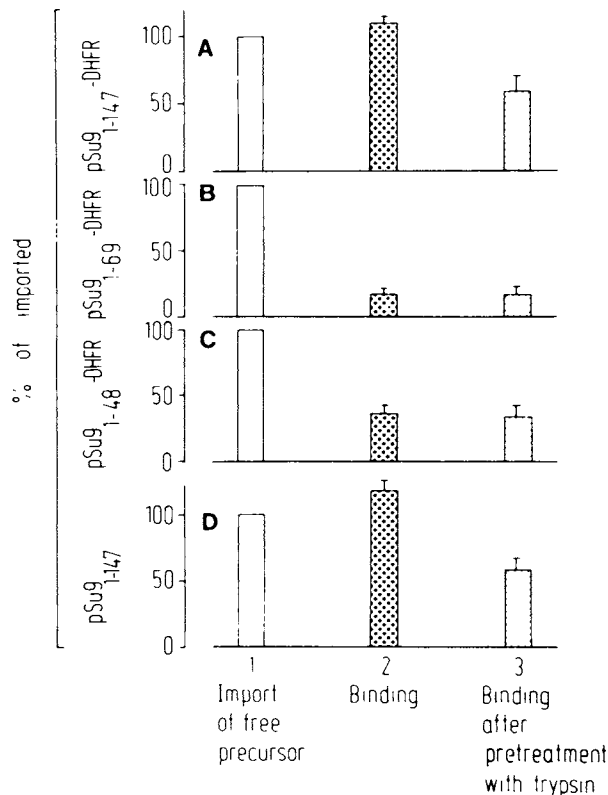 % of imported
pSu9 1-147 -DHFR
A
100
50
0
pSu9 1-69 -DHFR
B
100
50
0
pSu9 1-48 -DHFR
C
100
50
0
pSu9 1-147
D
100
50
0
1
Import
of free
precursor
2
Binding
3
Binding
after
pretreatment
with trypsin